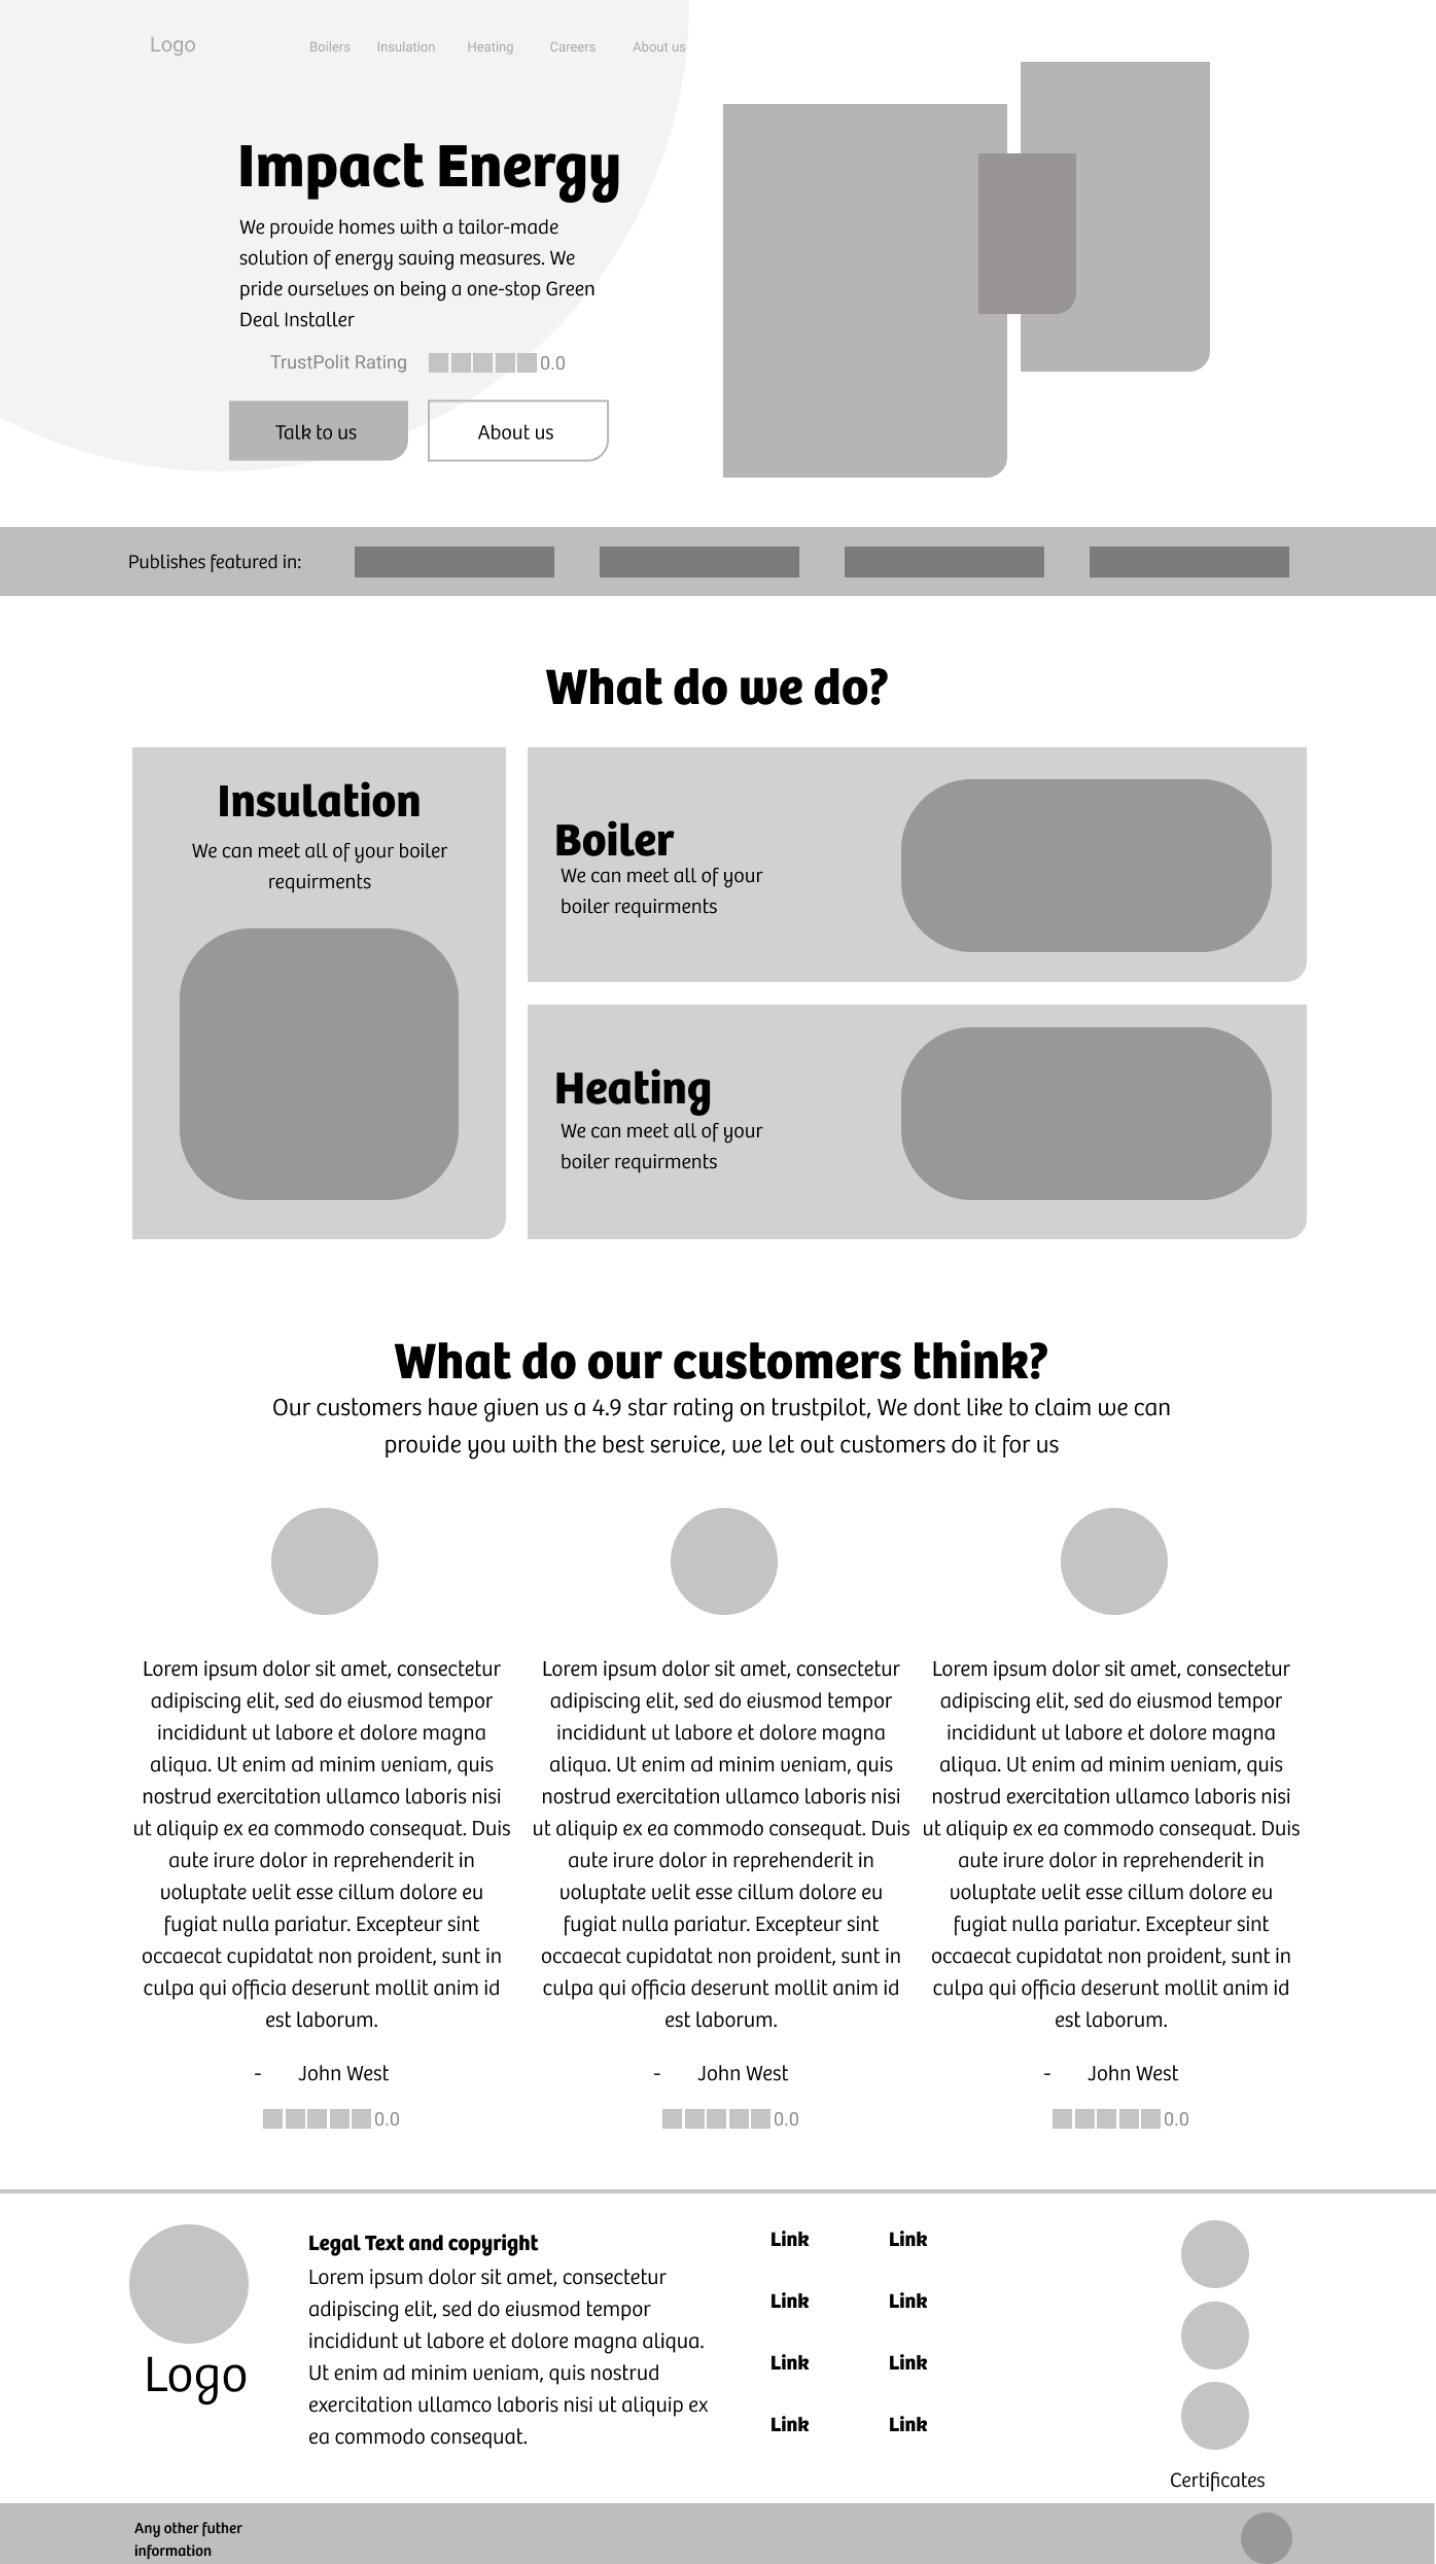 Logo
Boilers Insulation Heating Careers About us
Impact Energy
We provide homes with a tailor-made
solution of energy saving measures. We
pride ourselves on being a one-stop Green
Deal Installer
TrustPolit Rating 0.0
Talk to us
About us
Publishes featured in:
What do we do?
Insulation
We can meet all of your boiler
requirments
Boiler
We can meet all of your
boiler requirments
Heating
We can meet all of your
boiler requirments
What do our customers think?
Our customers have given us a 4.9 star rating on trustpilot, We dont like to claim we can
provide you with the best service, we let out customers do it for us
Lorem ipsum dolor sit amet, consectetur
adipiscing elit, sed do eiusmod tempor
incididunt ut labore et dolore magna
aliqua. Ut enim ad minim veniam, quis
nostrud exercitation ullamco laboris nisi
ut aliquip ex ea commodo consequat. Duis
aute irure dolor in reprehenderit in
voluptate velit esse cillum dolore eu
fugiat nulla pariatur. Excepteur sint
occaecat cupidatat non proident, sunt in
culpa qui officia deserunt mollit anim id
est laborum.
- John West
0.0
Lorem ipsum dolor sit amet, consectetur
adipiscing elit, sed do eiusmod tempor
incididunt ut labore et dolore magna
aliqua. Ut enim ad minim veniam, quis
nostrud exercitation ullamco laboris nisi
ut aliquip ex ea commodo consequat. Duis
aute irure dolor in reprehenderit in
voluptate velit esse cillum dolore eu
fugiat nulla pariatur. Excepteur sint
occaecat cupidatat non proident, sunt in
culpa qui officia deserunt mollit anim id
est laborum.
- John West
0.0
Lorem ipsum dolor sit amet, consectetur
adipiscing elit, sed do eiusmod tempor
incididunt ut labore et dolore magna
aliqua. Ut enim ad minim veniam, quis
nostrud exercitation ullamco laboris nisi
ut aliquip ex ea commodo consequat. Duis
aute irure dolor in reprehenderit in
voluptate velit esse cillum dolore eu
fugiat nulla pariatur. Excepteur sint
occaecat cupidatat non proident, sunt in
culpa qui officia deserunt mollit anim id
est laborum.
- John West
0.0
Logo
Legal Text and copyright
Lorem ipsum dolor sit amet, consectetur
adipiscing elit, sed do eiusmod tempor
incididunt ut labore et dolore magna aliqua.
Ut enim ad minim veniam, quis nostrud
exercitation ullamco laboris nisi ut aliquip ex
ea commodo consequat.
Link Link
Link Link
Link Link
Link Link
Certificates
Any other futher
information